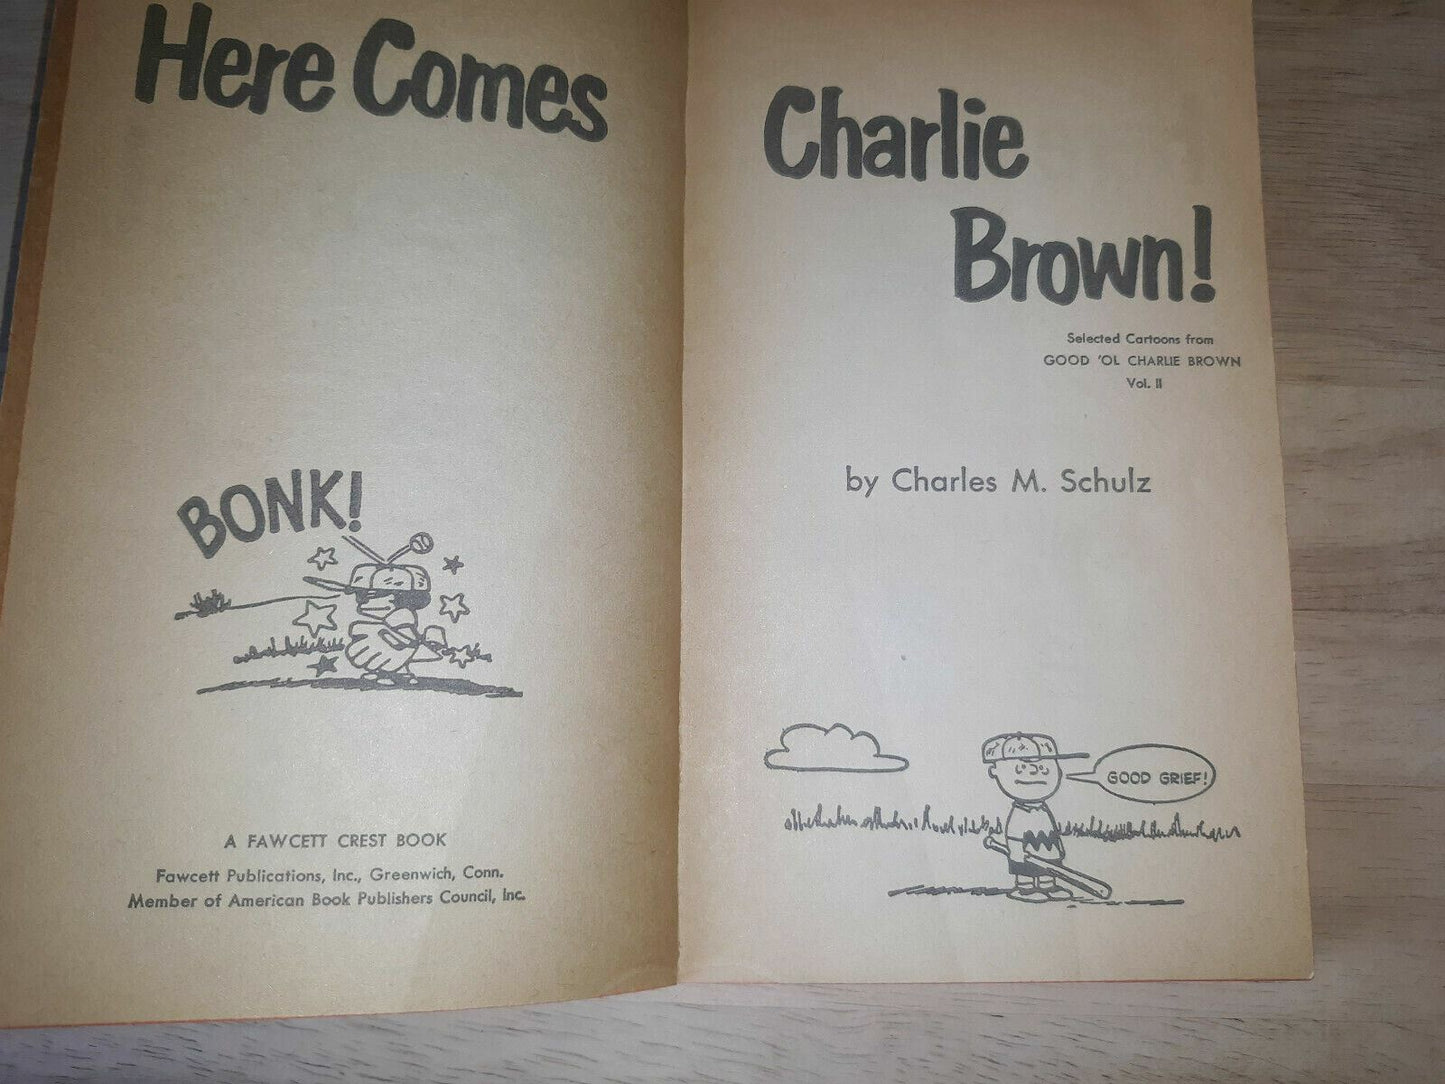 Here Comes
BONK!
A FAWCETT CREST BOOK
Fawcett Publications, Inc., Greenwich, Conn.
Member of American Book Publishers Council, Inc.
Charlie
Brown!
Selected Cartoons from
GOOD 'OL CHARLIE BROWN
Vol. II
by Charles M. Schulz
GOOD GRIEF!